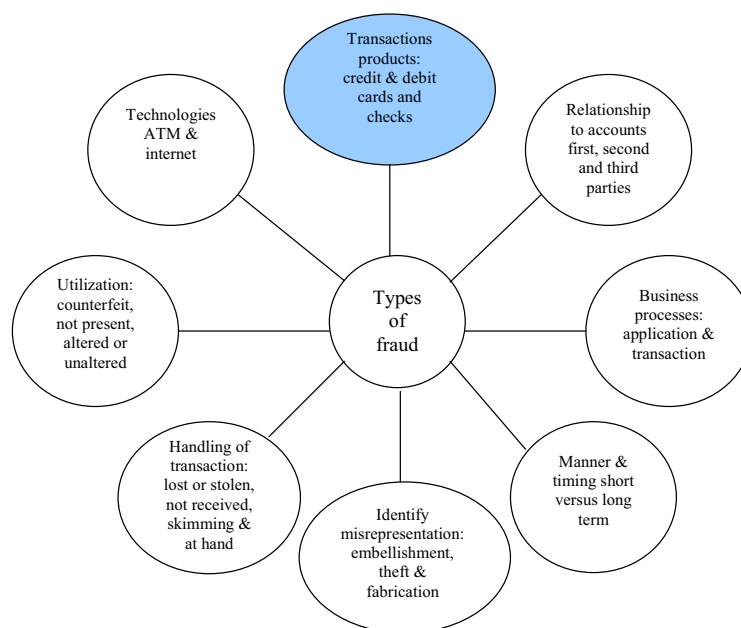 Transactions
products:
credit & debit
cards and
checks
Technologies
ATM &
internet
Relationship
to accounts
first, second
and third
parties
Utilization:
counterfeit,
not present,
altered or
unaltered
Types
of
fraud
Business
processes:
application &
transaction
Handling of
transaction:
lost or stolen,
not received,
skimming &
at hand
Identify
misrepresentation:
embellishment,
theft &
fabrication
Manner &
timing short
versus long
term